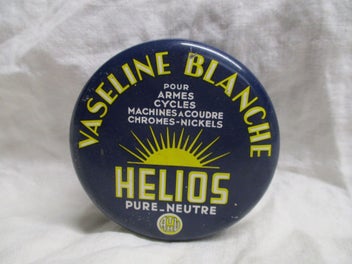 VASELINE BLANCHE
POUR
ARMES
CYCLES
MACHINES A COUDRE
CHROMES-NICKELS
HELIOS
PURE-NEUTRE